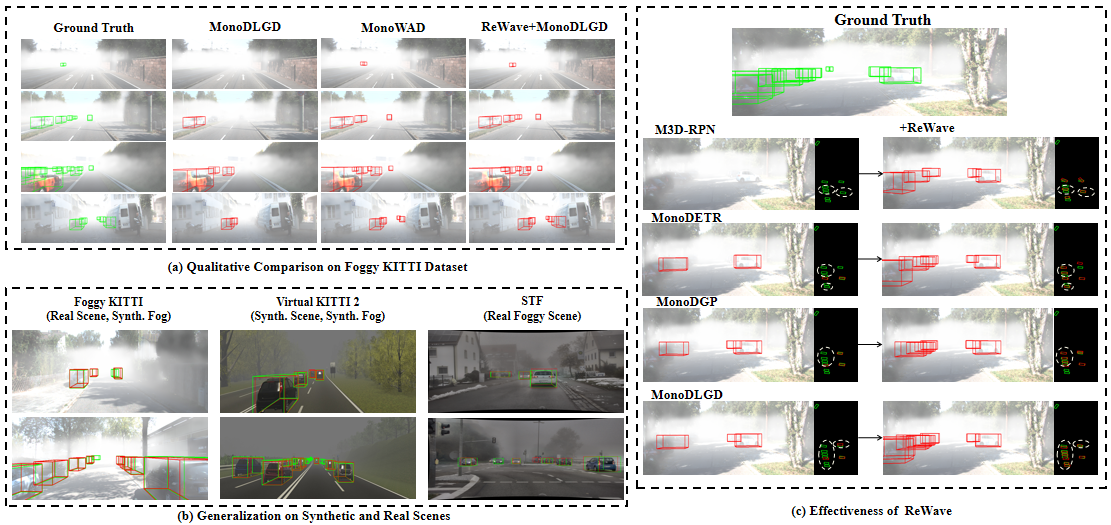 Ground Truth
MonoDLGD
MonoWAD
ReWave+MonoDLGD
(a) Qualitative Comparison on Foggy KITTI Dataset
Foggy KITTI
(Real Scene, Synth. Fog)
Virtual KITTI 2
(Synth. Scene, Synth. Fog)
STF
(Real Foggy Scene)
(b) Generalization on Synthetic and Real Scenes
Ground Truth
M3D-RPN
+ReWave
MonoDETR
MonoDGP
MonoDLGD
(c) Effectiveness of ReWave